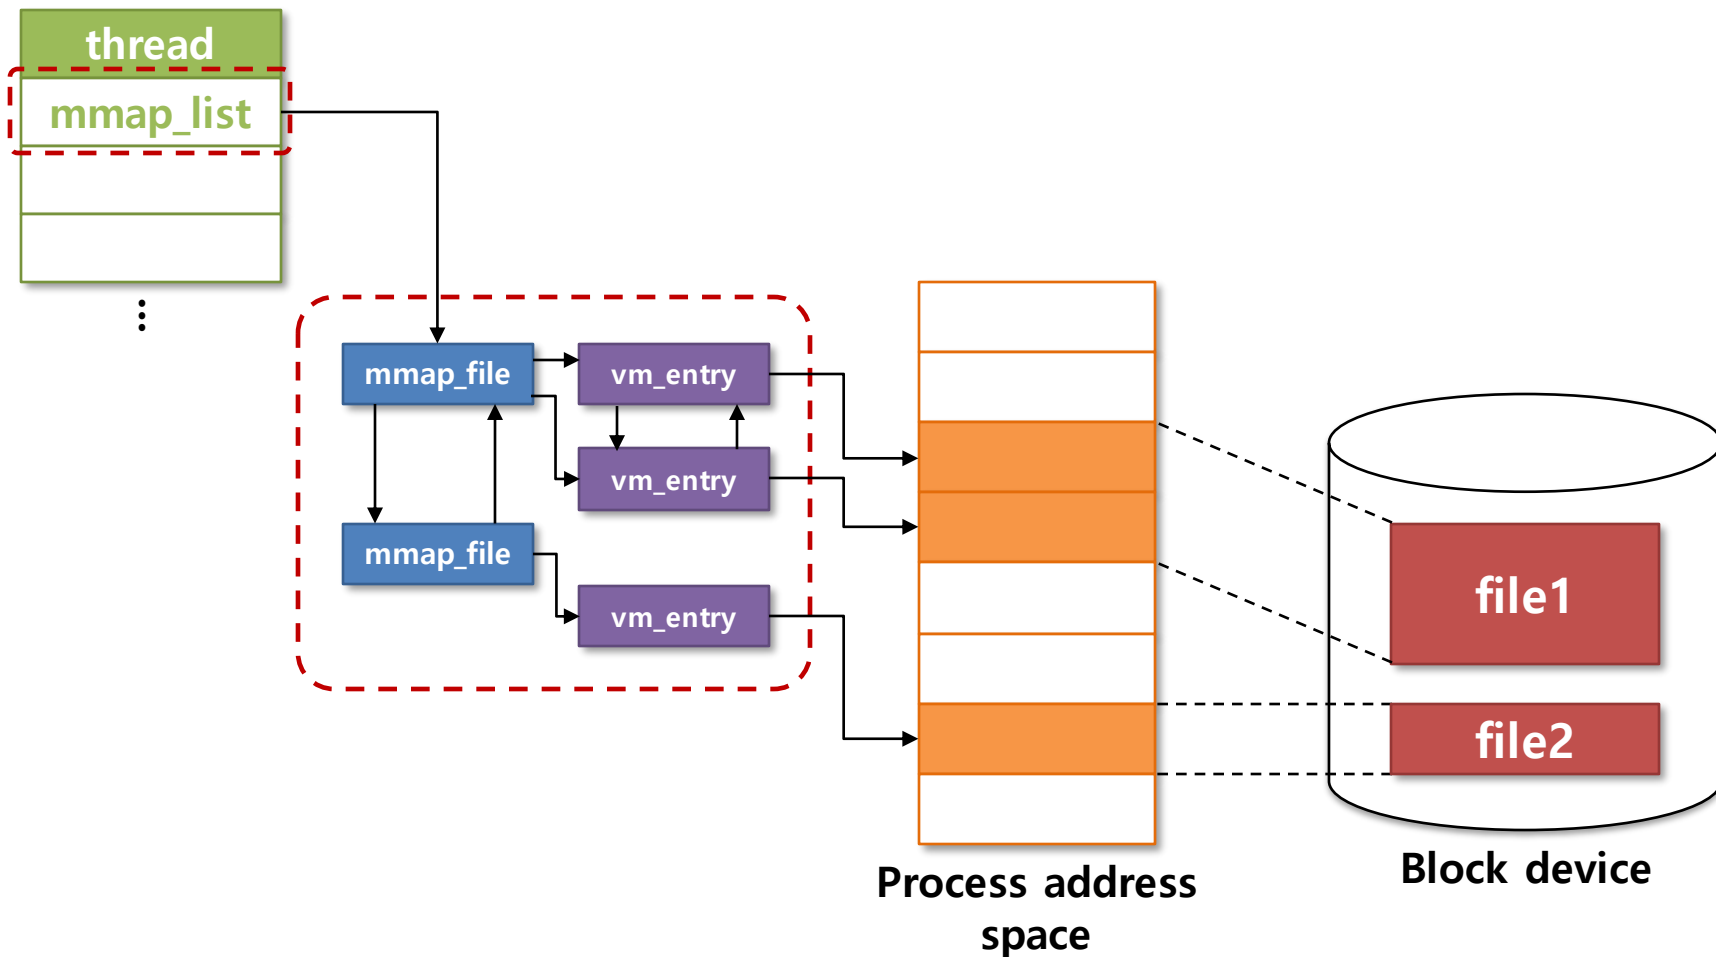 thread
mmap_list
⋮
mmap_file
vm_entry
vm_entry
mmap_file
vm_entry
file1
file2
Process address
space
Block device